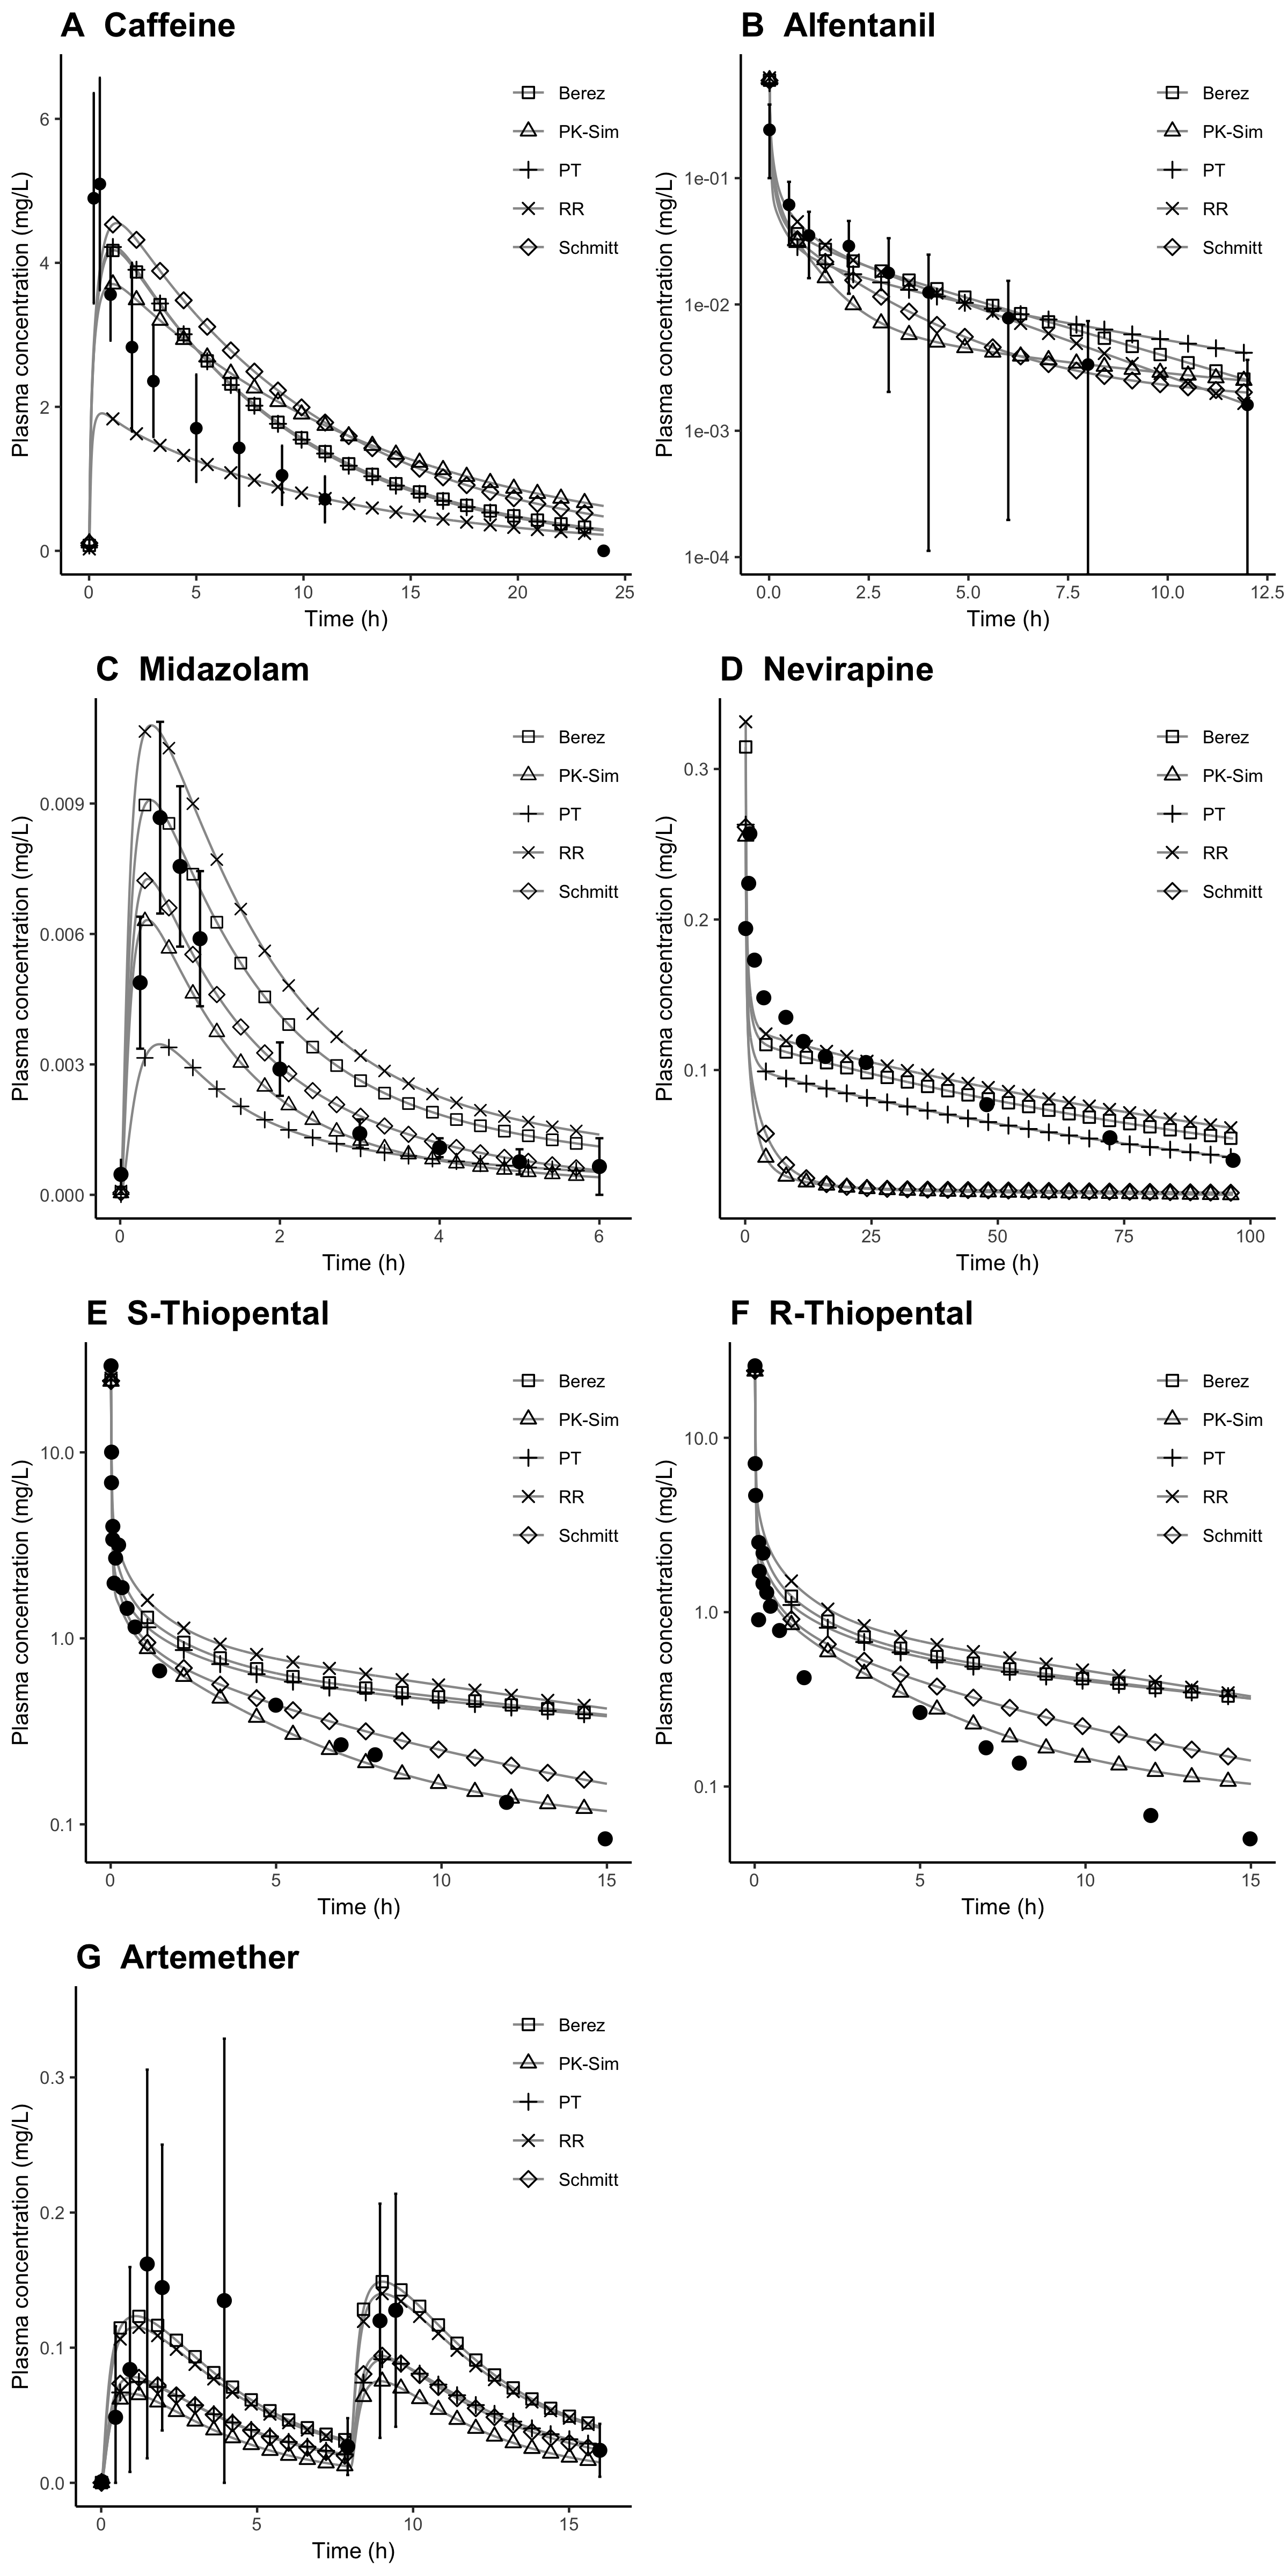 A Caffeine
Plasma concentration (mg/L)
6
4
2
0
0 5 10 15 20 25
Time (h)
Berez
PK-Sim
PT
RR
Schmitt
B Alfentanil
Plasma concentration (mg/L)
1e-01
1e-02
1e-03
1e-04
0.0 2.5 5.0 7.5 10.0 12.5
Time (h)
Berez
PK-Sim
PT
RR
Schmitt
C Midazolam
Plasma concentration (mg/L)
0.009
0.006
0.003
0.000
0 2 4 6
Time (h)
Berez
PK-Sim
PT
RR
Schmitt
D Nevirapine
Plasma concentration (mg/L)
0.3
0.2
0.1
0 25 50 75 100
Time (h)
Berez
PK-Sim
PT
RR
Schmitt
E S-Thiopental
Plasma concentration (mg/L)
10.0
1.0
0.1
0 5 10 15
Time (h)
Berez
PK-Sim
PT
RR
Schmitt
F R-Thiopental
Plasma concentration (mg/L)
10.0
1.0
0.1
0 5 10 15
Time (h)
Berez
PK-Sim
PT
RR
Schmitt
G Artemether
Plasma concentration (mg/L)
0.3
0.2
0.1
0.0
0 5 10 15
Time (h)
Berez
PK-Sim
PT
RR
Schmitt